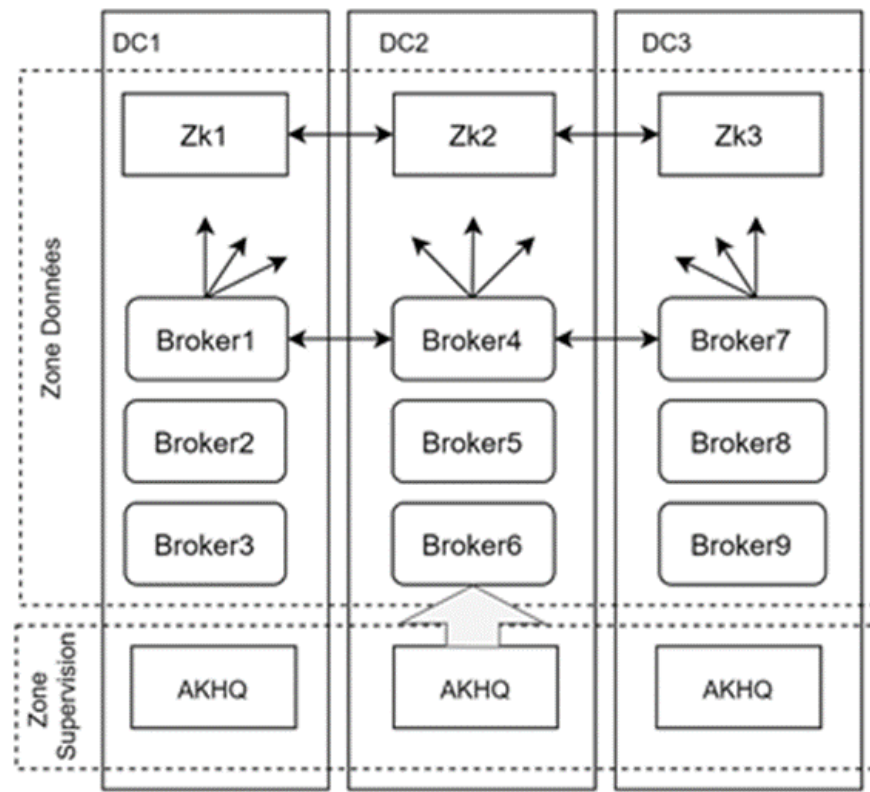 DC1
DC2
DC3
Zone Données
Zk1
Zk2
Zk3
Broker1
Broker4
Broker7
Broker2
Broker5
Broker8
Broker3
Broker6
Broker9
Zone
Supervision
AKHQ
AKHQ
AKHQ